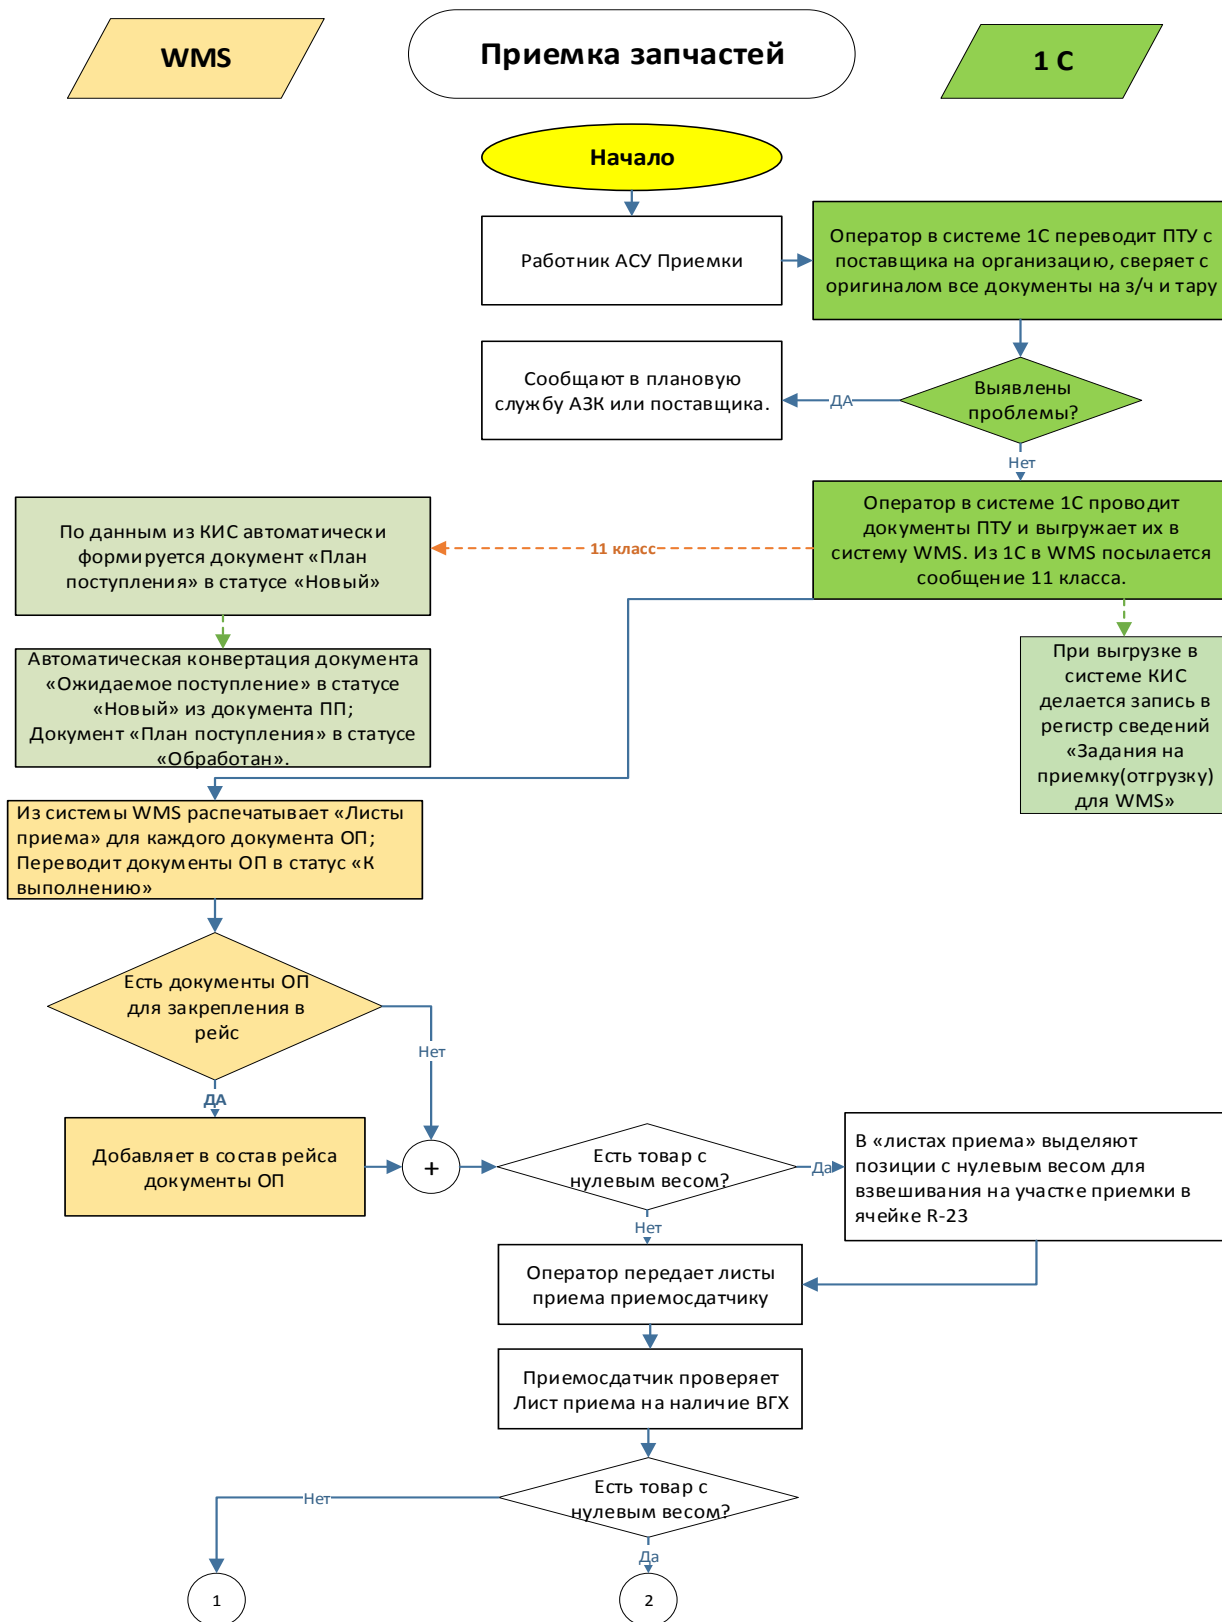 WMS
Приемка запчастей
1 С
Начало
Работник АСУ Приемки
Оператор в системе 1С переводит ПТУ с
поставщика на организацию, сверяет с
оригиналом все документы на з/ч и тару
Сообщают в плановую
службу АЗК или поставщика.
ДА
Выявлены
проблемы?
Нет
По данным из КИС автоматически
формируется документ «План
поступления» в статусе «Новый»
11 класс
Оператор в системе 1С проводит
документы ПТУ и выгружает их в
систему WMS. Из 1С в WMS посылается
сообщение 11 класса.
Автоматическая конвертация документа
«Ожидаемое поступление» в статусе
«Новый» из документа ПП;
Документ «План поступления» в статусе
«Обработан».
При выгрузке в
системе КИС
делается запись в
регистр сведений
«Задания на
приемку(отгрузку)
для WMS»
Из системы WMS распечатывает «Листы
приема» для каждого документа ОП;
Переводит документы ОП в статус «К
выполнению»
Есть документы ОП
для закрепления в
рейс
Нет
ДА
Добавляет в состав рейса
документы ОП
+
Есть товар с
нулевым весом?
Да
В «листах приема» выделяют
позиции с нулевым весом для
взвешивания на участке приемки в
ячейке R-23
Нет
Оператор передает листы
приема приемосдатчику
Приемосдатчик проверяет
Лист приема на наличие ВГХ
Есть товар с
нулевым весом?
Нет
Да
1
2